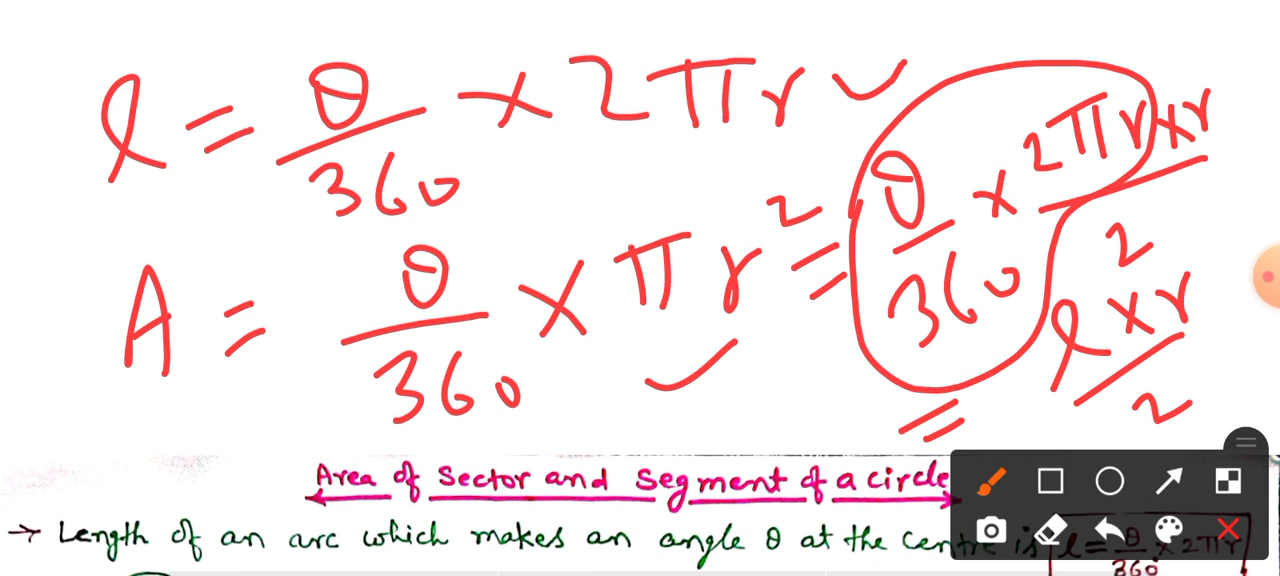 l = θ/360 × 2πr
A = θ/360 × πr² = θ/360 × 2πr×r/2
= l×r/2
Area of Sector and Segment of a circle
→ Length of an arc which makes an angle θ at the centre is l = θ/360° × 2πr